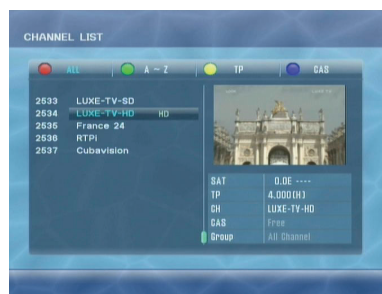 CHANNEL LIST
ALL A ~ Z TP CAS
2533 LUXE-TV-SD
2534 LUXE-TV-HD HD
2535 France 24
2536 RTPi
2537 Cubavision
SAT 0.0E ----
TP 4.000(H)
CH LUXE-TV-HD
CAS Free
Group All Channel